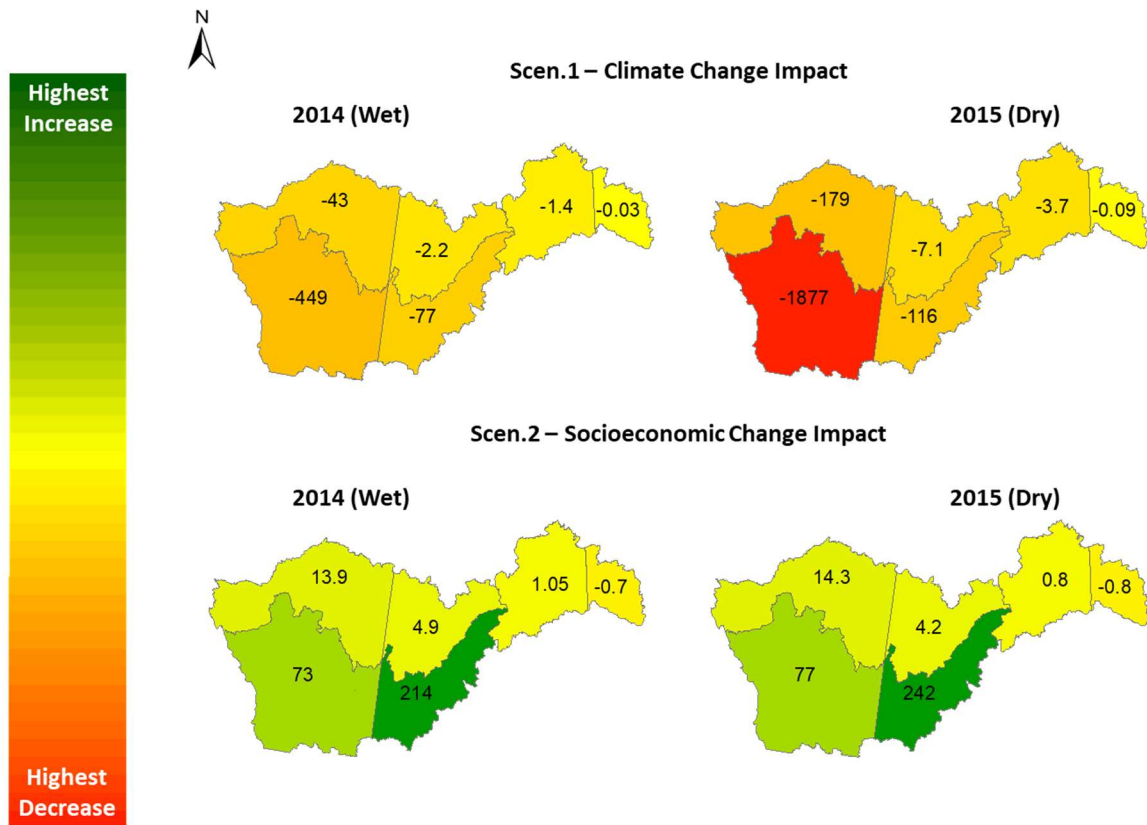 N
Highest
Increase
Scen.1 – Climate Change Impact
2014 (Wet)
2015 (Dry)
-43
-1.4
-0.03
-2.2
-449
-77
-179
-3.7
-0.09
-7.1
-1877
-116
Scen.2 – Socioeconomic Change Impact
2014 (Wet)
2015 (Dry)
13.9
1.05
-0.7
4.9
73
214
14.3
0.8
-0.8
4.2
77
242
Highest
Decrease